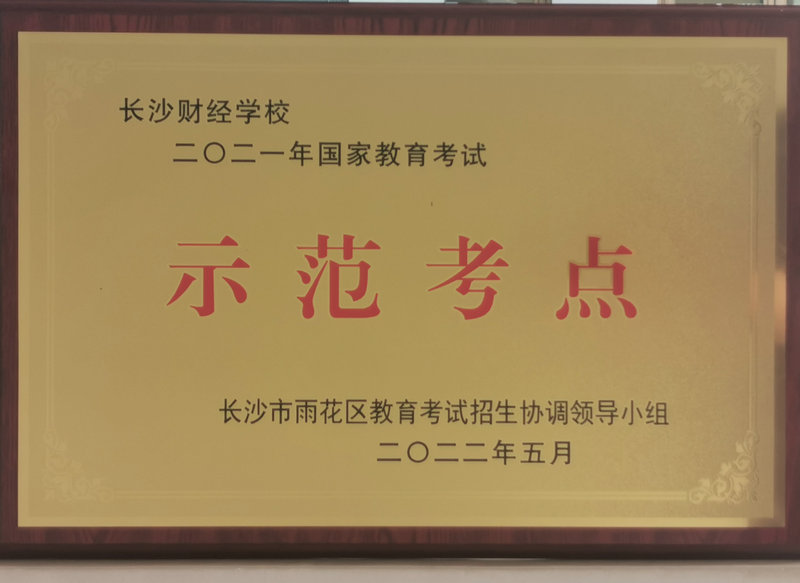 长沙财经学校
二〇二一年国家教育考试
示范考点
长沙市雨花区教育考试招生协调领导小组
二〇二二年五月